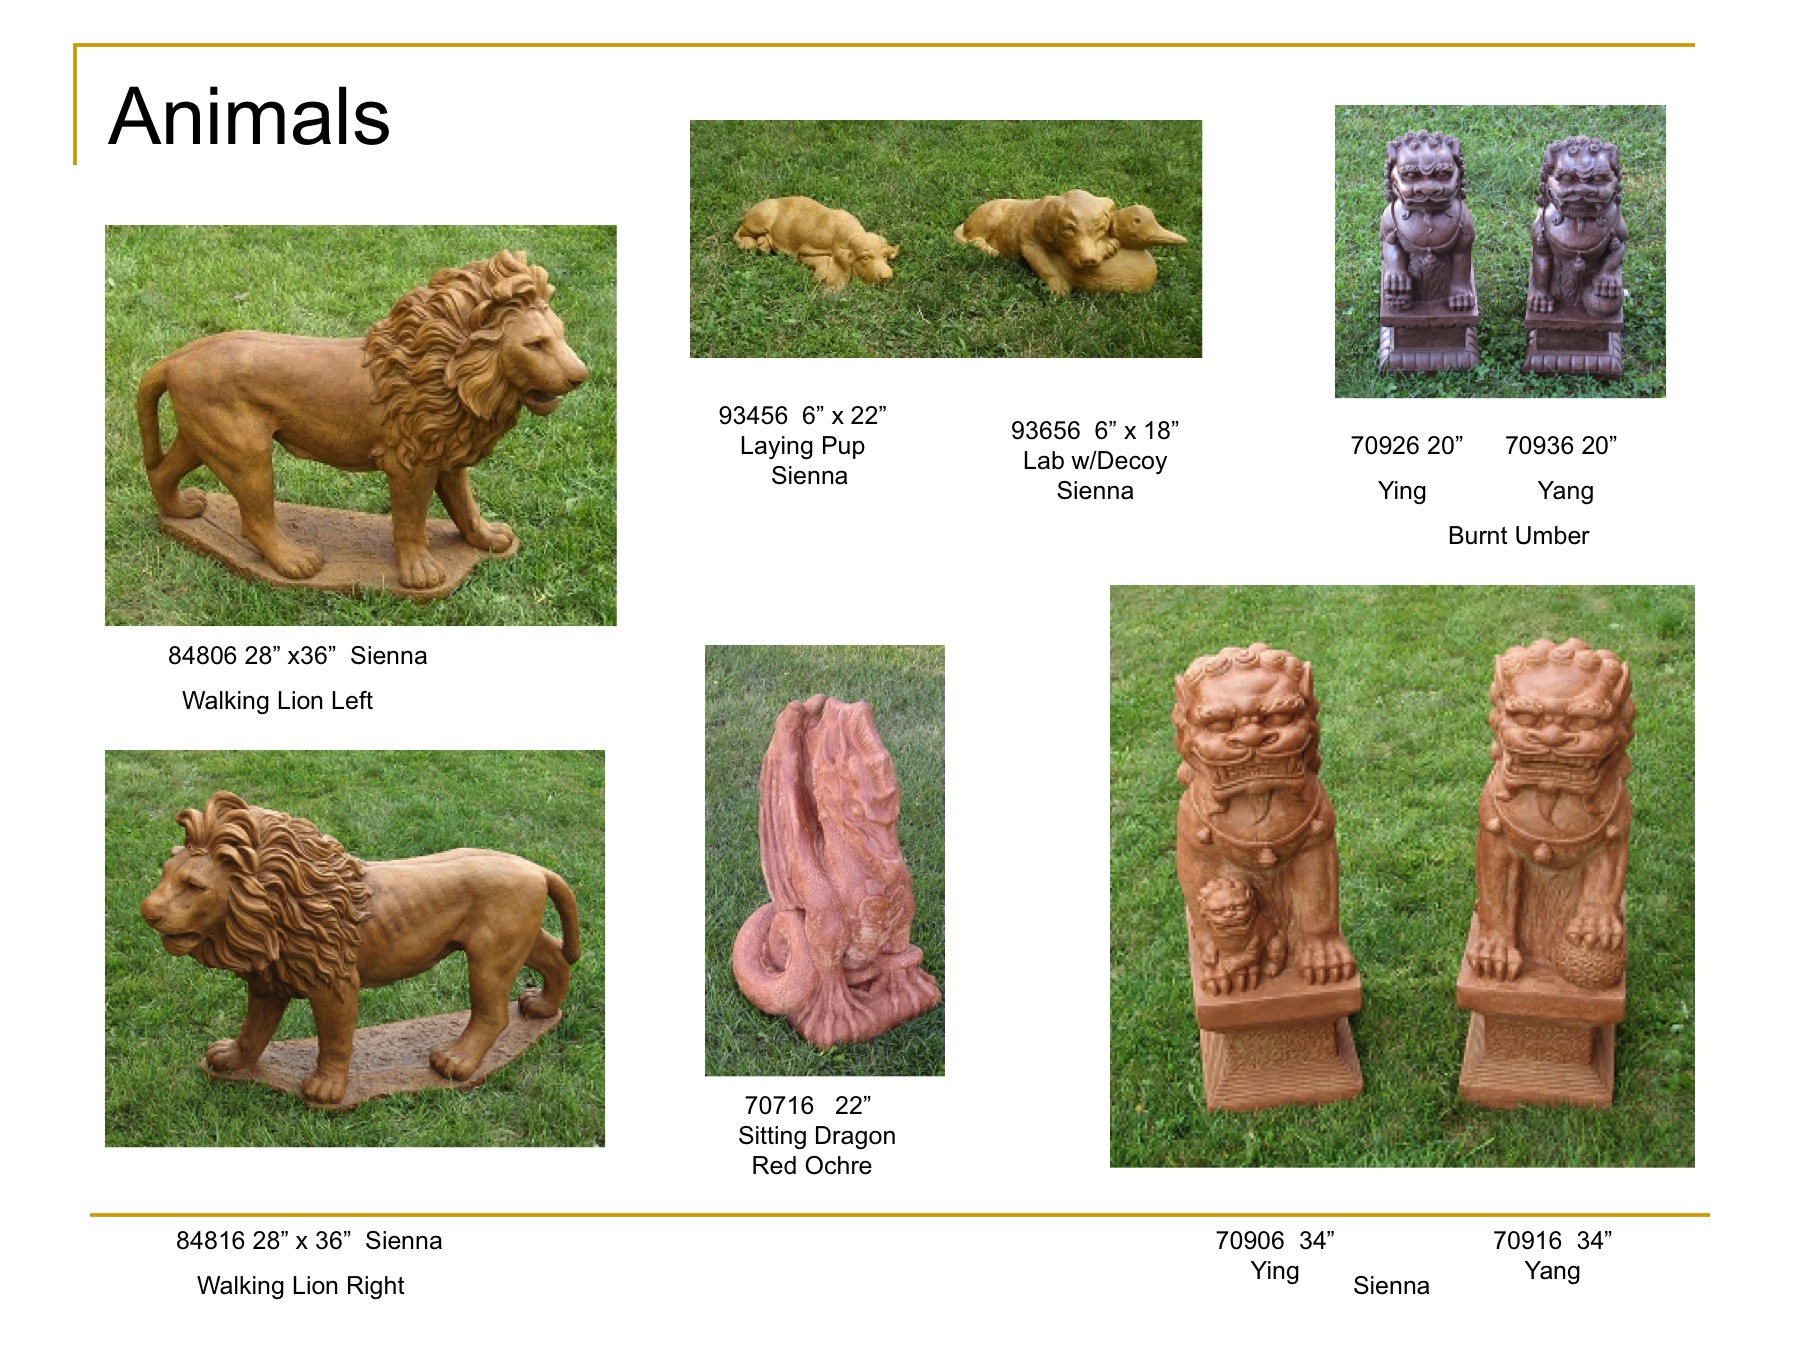 Animals
93456  6” x 22”
Laying Pup
Sienna
93656  6” x 18”
Lab w/Decoy
Sienna
70926 20”
70936 20”
Ying
Yang
Burnt Umber
84806 28” x36”  Sienna
Walking Lion Left
70716   22”
Sitting Dragon
Red Ochre
84816 28” x 36”  Sienna
Walking Lion Right
70906  34”
Ying
70916  34”
Yang
Sienna